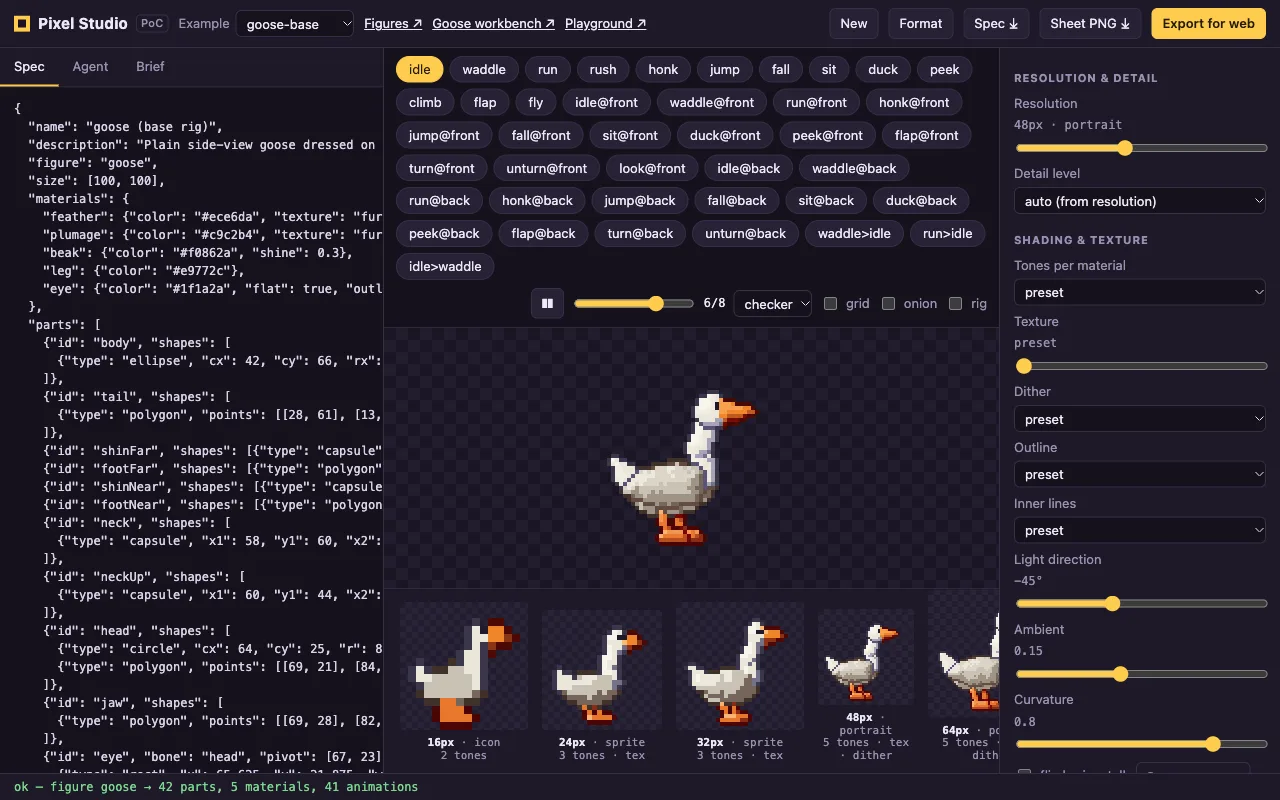 Pixel Studio PoC Example goose-base Figures ↗ Goose workbench ↗ Playground ↗ New Format Spec ↓ Sheet PNG ↓ Export for web
Spec Agent Brief
{
"name": "goose (base rig)",
"description": "Plain side-view goose dressed on
"figure": "goose",
"size": [100, 100],
"materials": {
"feather": {"color": "#ece6da", "texture": "fur
"plumage": {"color": "#c9c2b4", "texture": "fur
"beak": {"color": "#f0862a", "shine": 0.3},
"leg": {"color": "#e9772c"},
"eye": {"color": "#1f1a2a", "flat": true, "outl
},
"parts": [
{"id": "body", "shapes": [
{"type": "ellipse", "cx": 42, "cy": 66, "rx":
]},
{"id": "tail", "shapes": [
{"type": "polygon", "points": [[28, 61], [13,
]},
{"id": "shinFar", "shapes": [{"type": "capsule"
{"id": "footFar", "shapes": [{"type": "polygon"
{"id": "shinNear", "shapes": [{"type": "capsule
{"id": "footNear", "shapes": [{"type": "polygon
{"id": "neck", "shapes": [
{"type": "capsule", "x1": 58, "y1": 60, "x2":
]},
{"id": "neckUp", "shapes": [
{"type": "capsule", "x1": 60, "y1": 44, "x2":
]},
{"id": "head", "shapes": [
{"type": "circle", "cx": 64, "cy": 25, "r": 8
{"type": "polygon", "points": [[69, 21], [84,
]},
{"id": "jaw", "shapes": [
{"type": "polygon", "points": [[69, 28], [82,
]},
{"id": "eye", "bone": "head", "pivot": [67, 23]
idle waddle run rush honk jump fall sit duck peek
climb flap fly idle@front waddle@front run@front honk@front
jump@front fall@front sit@front duck@front peek@front flap@front
turn@front unturn@front look@front idle@back waddle@back
run@back honk@back jump@back fall@back sit@back duck@back
peek@back flap@back turn@back unturn@back waddle>idle run>idle
idle>waddle
6/8 checker grid onion rig
16px · icon
2 tones
24px · sprite
3 tones · tex
32px · sprite
3 tones · tex
48px ·
portrait
5 tones · tex
· dither
64px · po
5 tones ·
dith
RESOLUTION & DETAIL
Resolution
48px · portrait
Detail level
auto (from resolution)
SHADING & TEXTURE
Tones per material
preset
Texture
preset
Dither
preset
Outline
preset
Inner lines
preset
Light direction
−45°
Ambient
0.15
Curvature
0.8
ok — figure goose → 42 parts, 5 materials, 41 animations